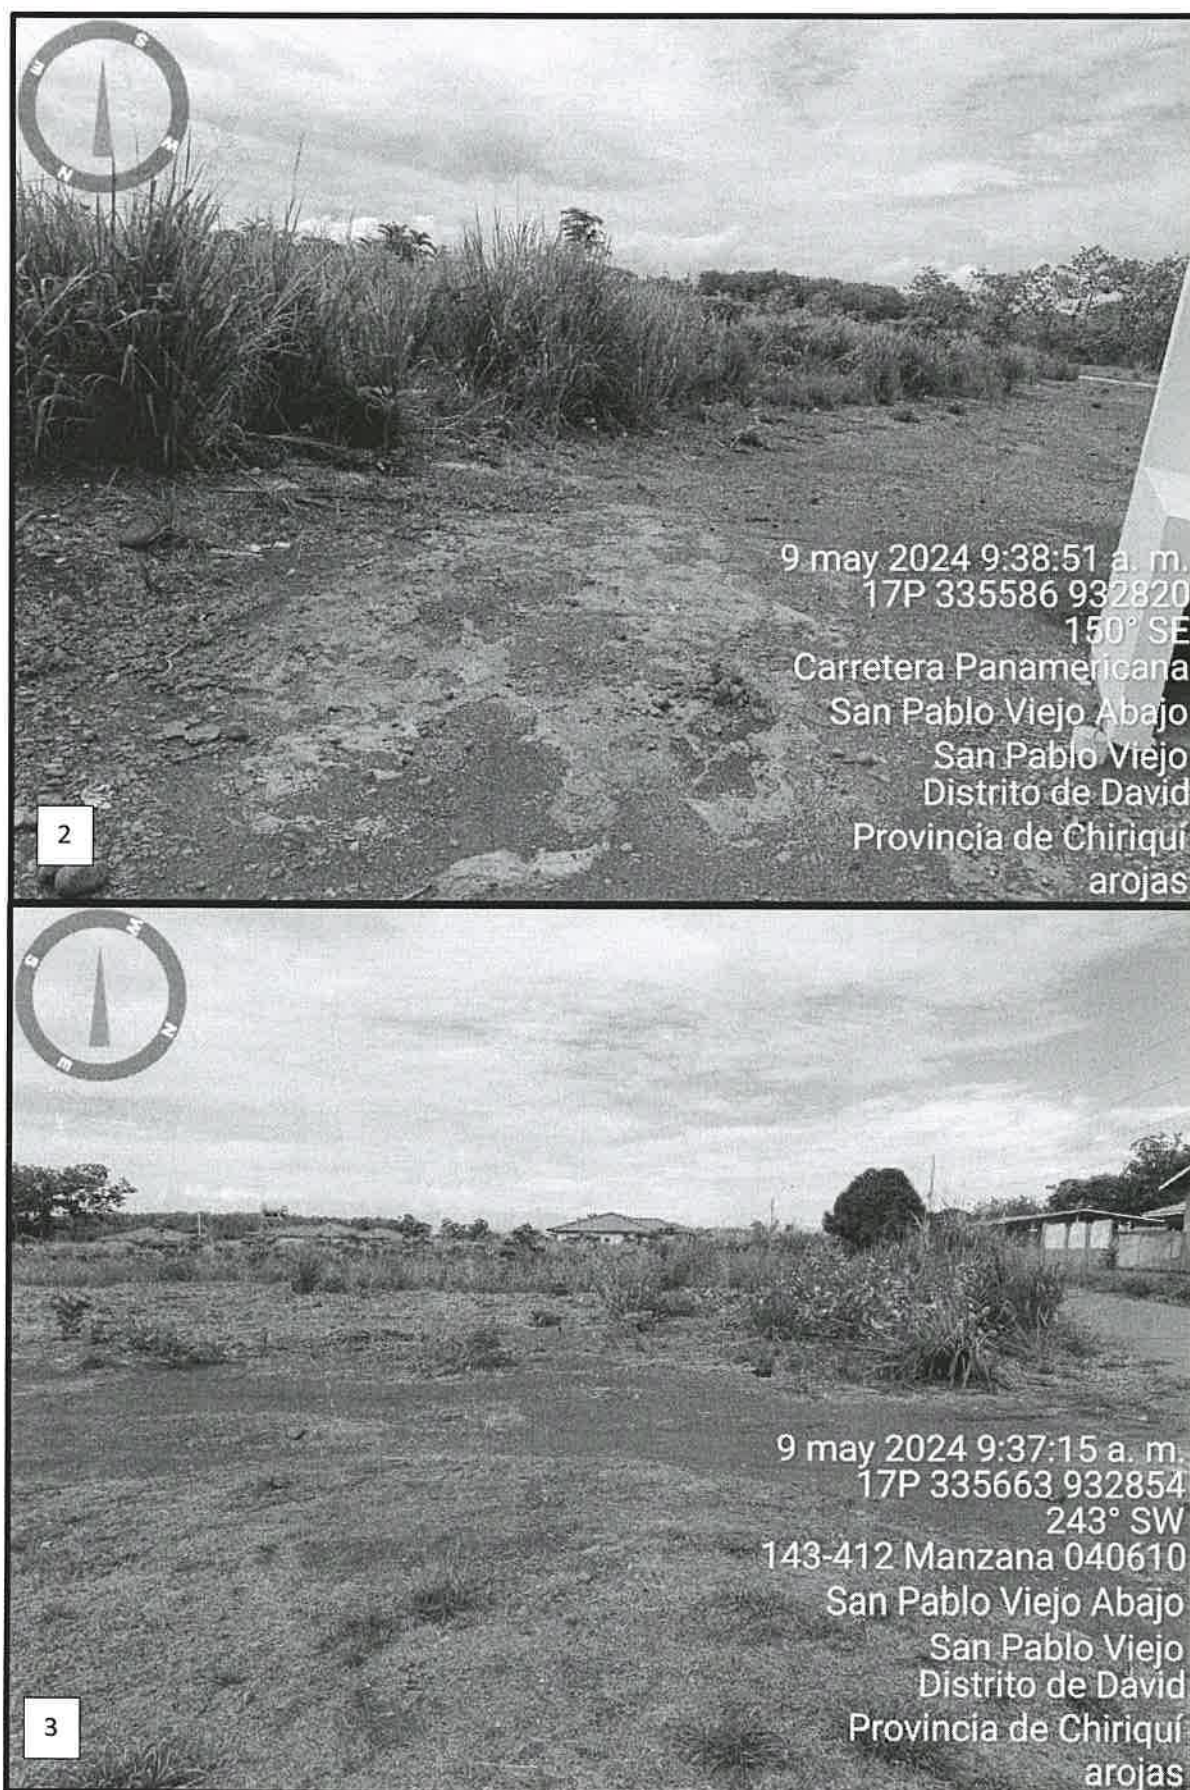 S
E
W
N
9 may 2024 9:38:51 a. m.
17P 335586 932820
150° SE
Carretera Panamericana
San Pablo Viejo Abajo
San Pablo Viejo
Distrito de David
Provincia de Chiriquí
arojas
2
W
S
N
E
9 may 2024 9:37:15 a. m.
17P 335663 932854
243° SW
143-412 Manzana 040610
San Pablo Viejo Abajo
San Pablo Viejo
Distrito de David
Provincia de Chiriquí
arojas
3